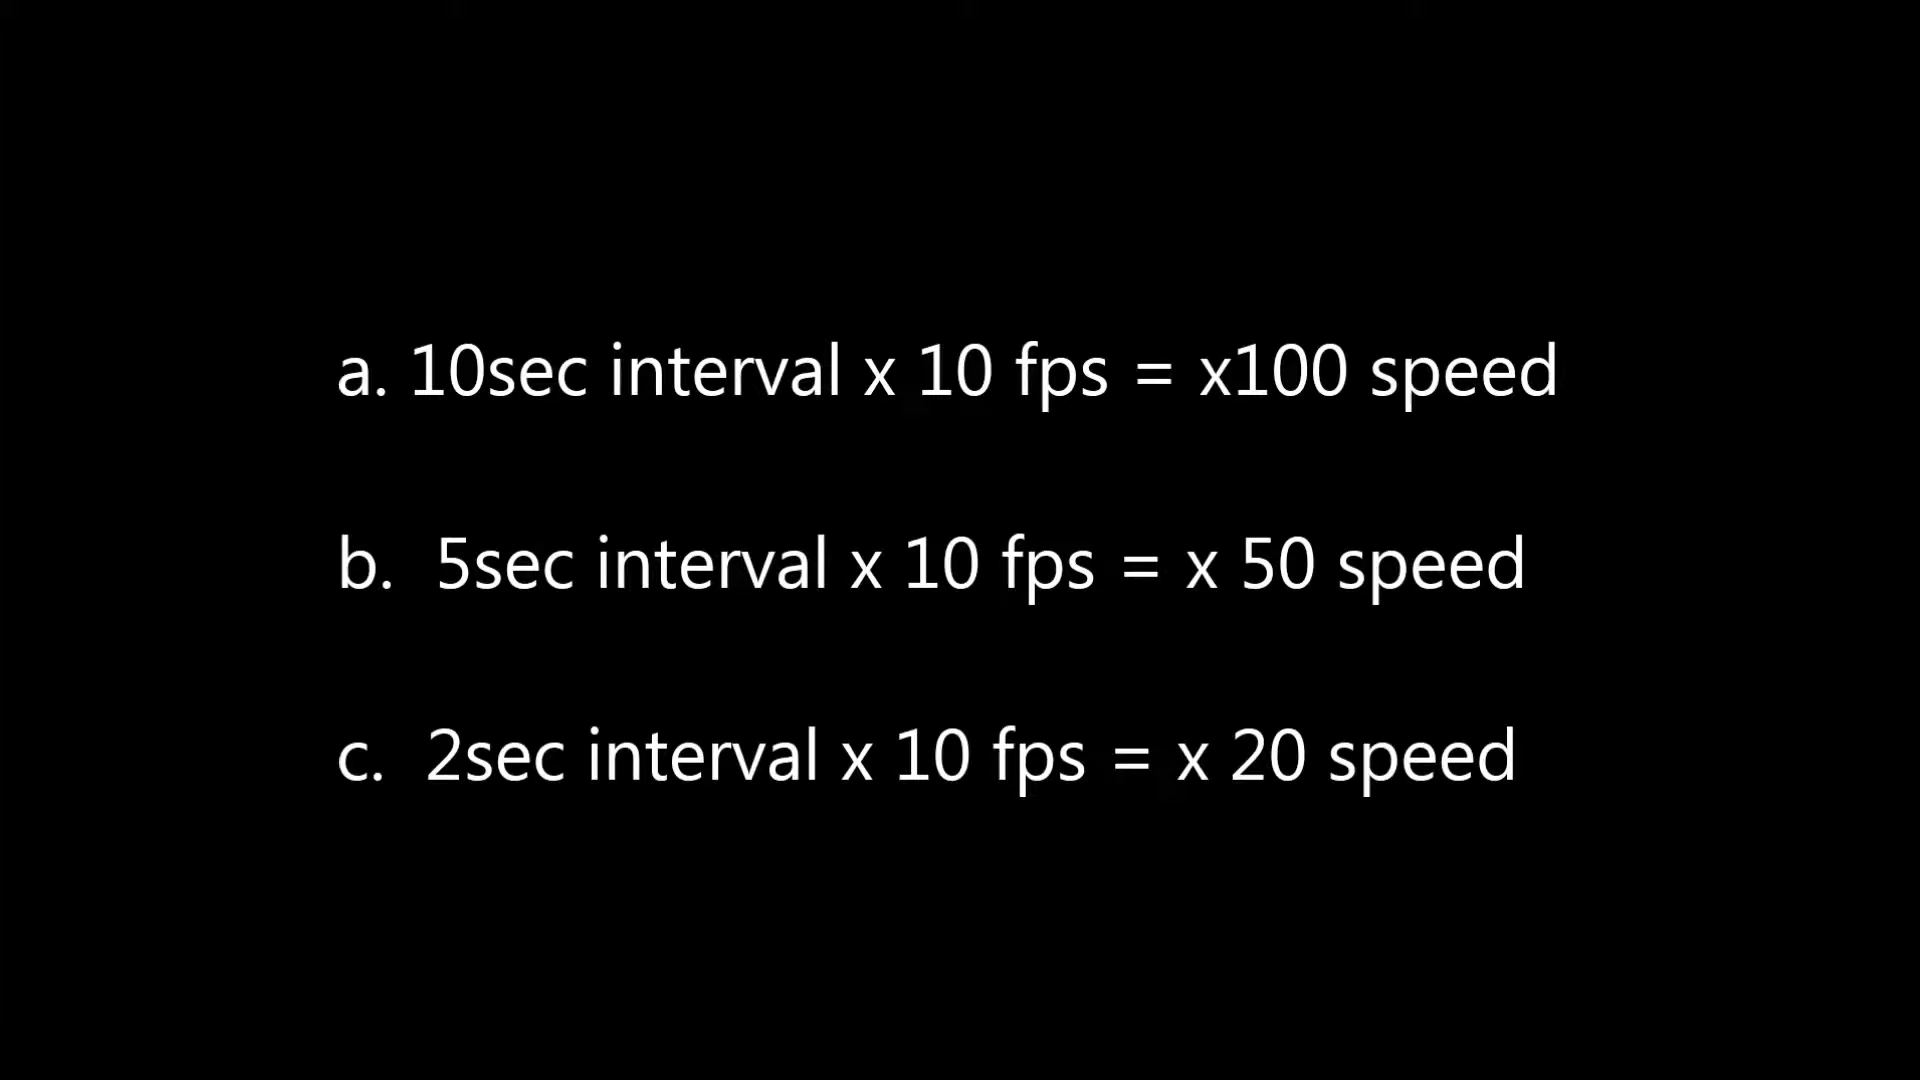 a. 10sec interval x 10 fps = x100 speed
b. 5sec interval x 10 fps = x 50 speed
c. 2sec interval x 10 fps = x 20 speed